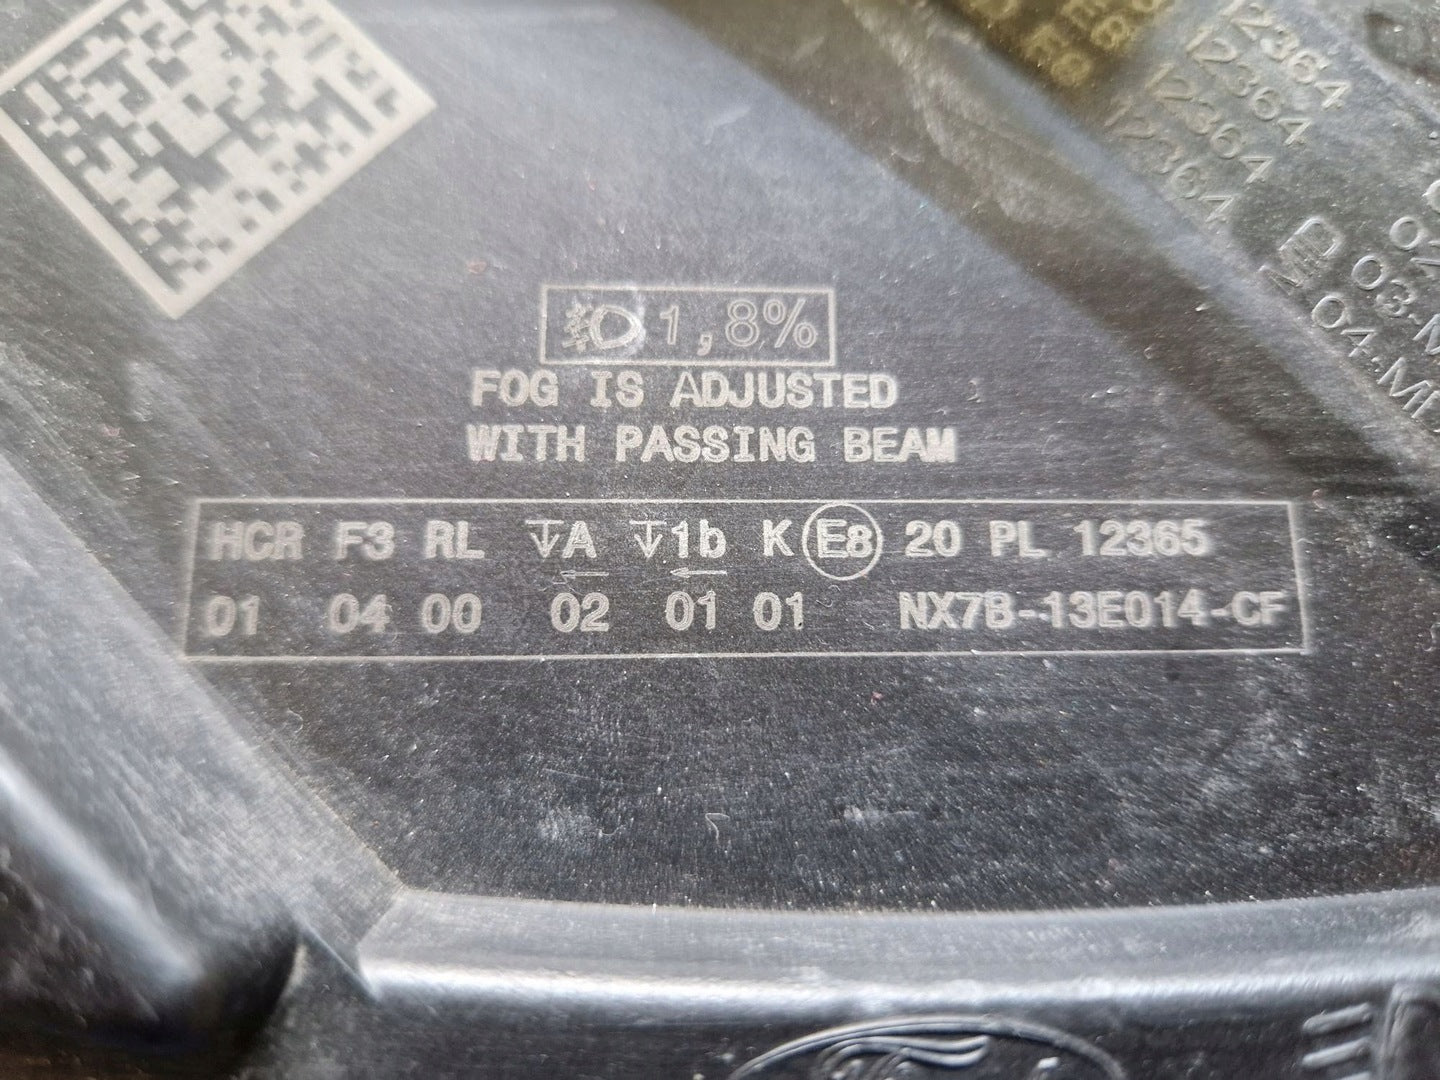 12364
12364
12364
12364
1,8%
FOG IS ADJUSTED
WITH PASSING BEAM
HCR F3 RL A 1b K E8 20 PL 12365
01 04 00 02 01 01 NX7B-13E014-CF